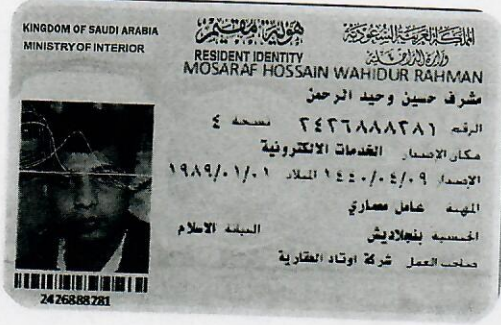 KINGDOM OF SAUDI ARABIA
MINISTRY OF INTERIOR
هوية مقيم
المملكة العربية السعودية
وزارة الداخلية
RESIDENT IDENTITY
MOSARAF HOSSAIN WAHIDUR RAHMAN
مشرف حسين وحيد الرحمن
الرقم ٢٤٢٦٨٨٨٢٨١ نسخة ٤
مكان الإصدار الخدمات الالكترونية
الإصدار ١٤٤٠/٠٤/٠٩ الميلاد ١٩٨٩/٠١/٠١
المهنة عامل معماري
الجنسية بنجلاديش الديانة الاسلام
صاحب العمل شركة اوتاد العقارية
2426888281